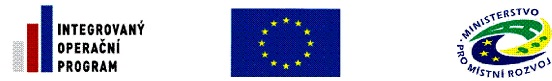 INTEGROVANÝ
OPERAČNÍ
PROGRAM
MINISTERSTVO
PRO MÍSTNÍ ROZVOJ